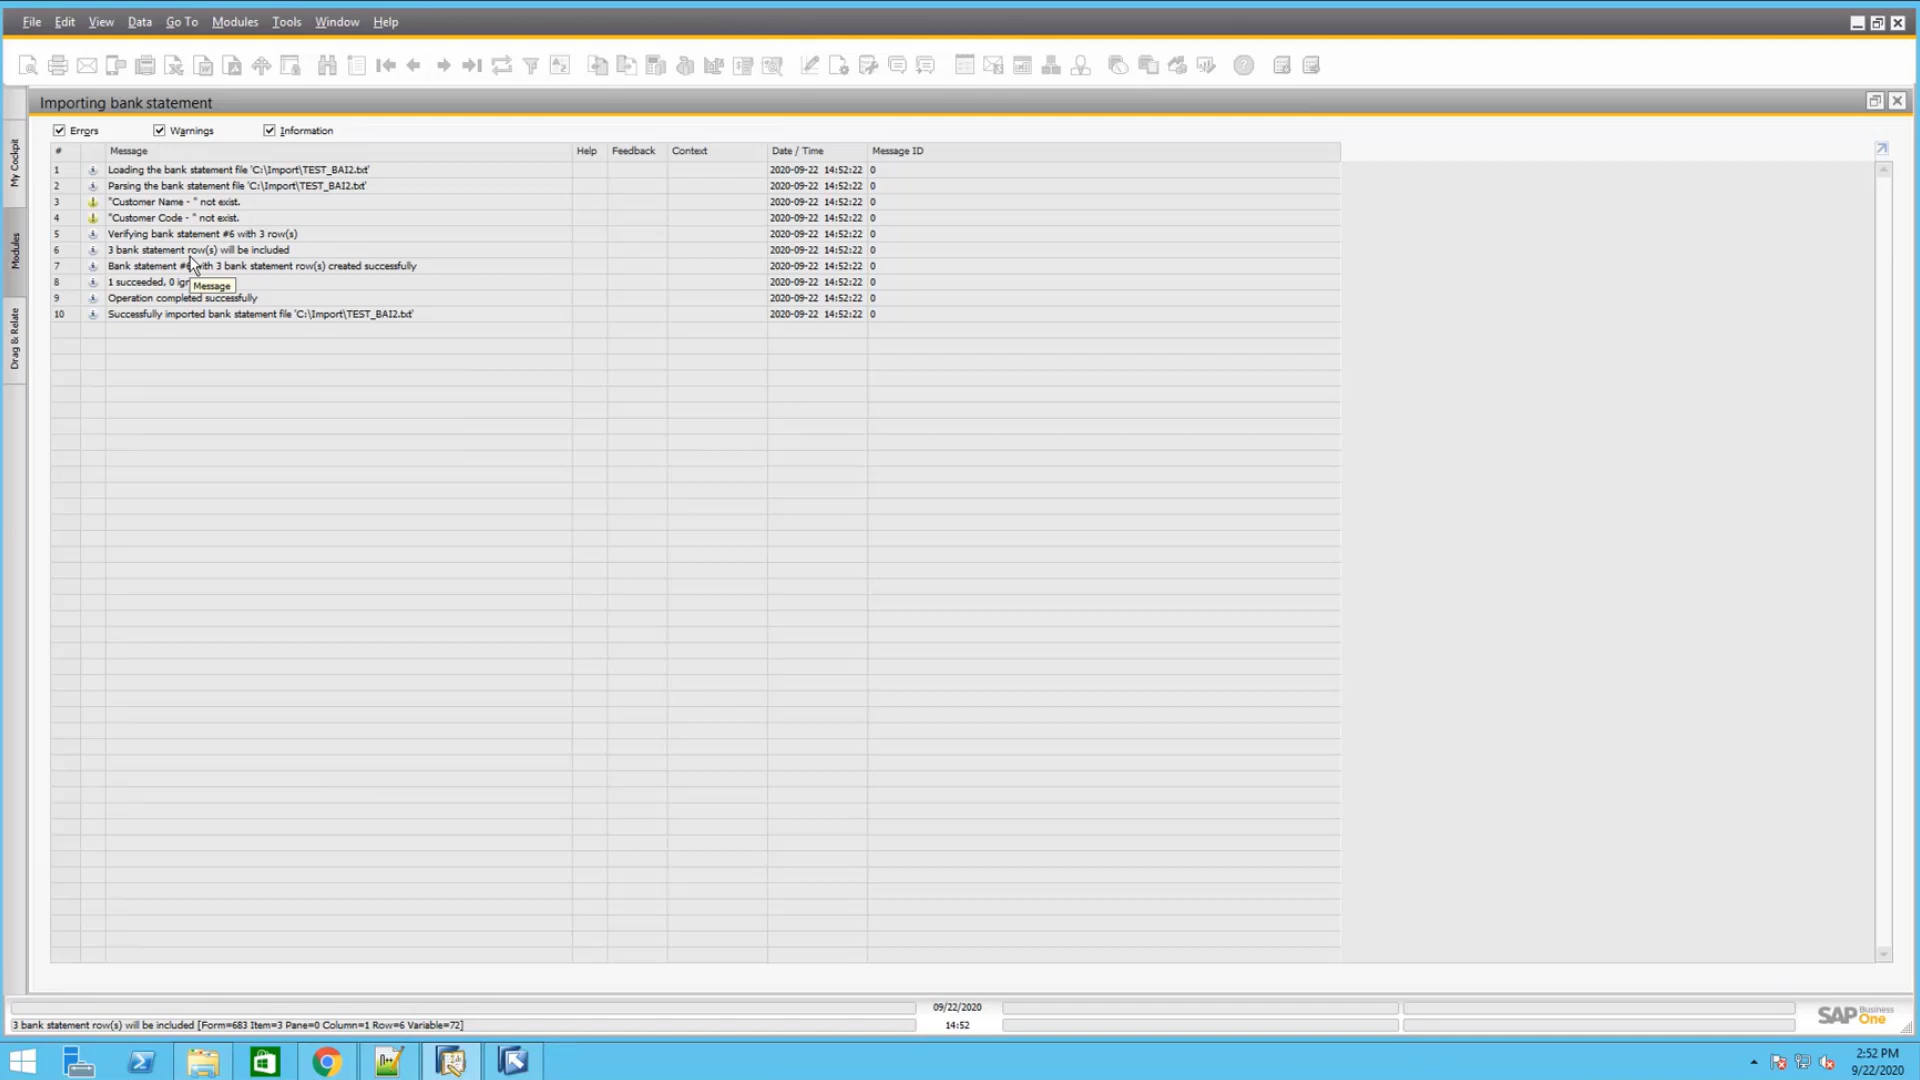 File Edit View Data Go To Modules Tools Window Help
Importing bank statement
Errors Warnings Information
# Message Help Feedback Context Date / Time Message ID
1 Loading the bank statement file 'C:\Import\TEST_BAI2.txt' 2020-09-22 14:52:22 0
2 Parsing the bank statement file 'C:\Import\TEST_BAI2.txt' 2020-09-22 14:52:22 0
3 "Customer Name - " not exist. 2020-09-22 14:52:22 0
4 "Customer Code - " not exist. 2020-09-22 14:52:22 0
5 Verifying bank statement #6 with 3 row(s) 2020-09-22 14:52:22 0
6 3 bank statement row(s) will be included 2020-09-22 14:52:22 0
7 Bank statement #6 with 3 bank statement row(s) created successfully 2020-09-22 14:52:22 0
8 1 succeeded, 0 2020-09-22 14:52:22 0
Message
9 Operation completed successfully 2020-09-22 14:52:22 0
10 Successfully imported bank statement file 'C:\Import\TEST_BAI2.txt' 2020-09-22 14:52:22 0
My Cockpit
Modules
Drag & Relate
09/22/2020
3 bank statement row(s) will be included [Form=683 Item=3 Pane=0 Column=1 Row=6 Variable=72] 14:52
SAP Business One
2:52 PM
9/22/2020